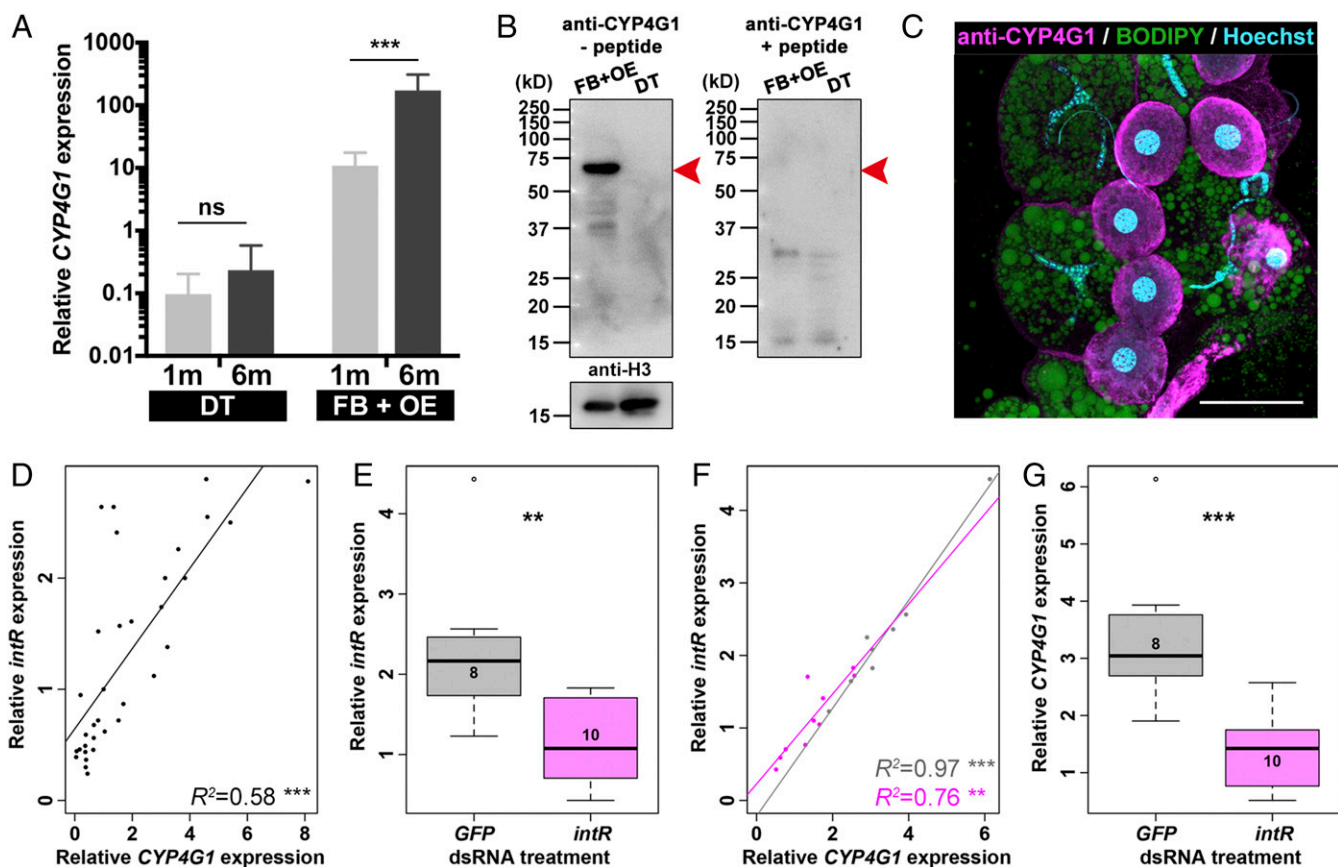 A
Relative CYP4G1 expression
1000
100
10
1
0.1
0.01
ns
***
1m
6m
1m
6m
DT
FB + OE
B
anti-CYP4G1
- peptide
(kD)
FB+OE
DT
250
150
100
75
50
37
25
20
15
anti-H3
15
anti-CYP4G1
+ peptide
(kD)
FB+OE
DT
250
150
100
75
50
37
25
20
15
C
anti-CYP4G1 / BODIPY / Hoechst
D
Relative intR expression
2
1
0
R²=0.58 ***
0 2 4 6 8
Relative CYP4G1 expression
E
Relative intR expression
4
3
2
1
**
8
10
GFP
intR
dsRNA treatment
F
Relative intR expression
4
3
2
1
0
R²=0.97 ***
R²=0.76 **
0 2 4 6
Relative CYP4G1 expression
G
Relative CYP4G1 expression
6
5
4
3
2
1
***
8
10
GFP
intR
dsRNA treatment